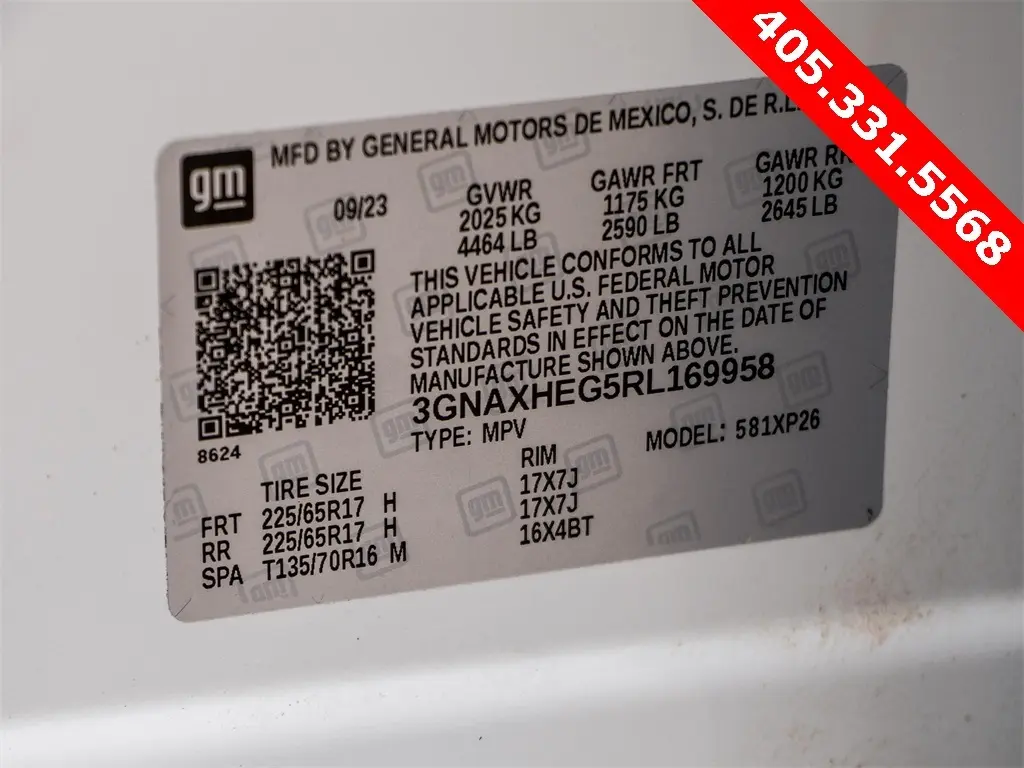 405.331.5568
MFD BY GENERAL MOTORS DE MEXICO, S. DE R.L.
gm
09/23
GVWR GAWR FRT GAWR RR
2025 KG 1175 KG 1200 KG
4464 LB 2590 LB 2645 LB
THIS VEHICLE CONFORMS TO ALL
APPLICABLE U.S. FEDERAL MOTOR
VEHICLE SAFETY AND THEFT PREVENTION
STANDARDS IN EFFECT ON THE DATE OF
MANUFACTURE SHOWN ABOVE.
3GNAXHEG5RL169958
TYPE: MPV MODEL: 581XP26
8624
TIRE SIZE RIM
FRT 225/65R17 H 17X7J
RR 225/65R17 H 17X7J
SPA T135/70R16 M 16X4BT